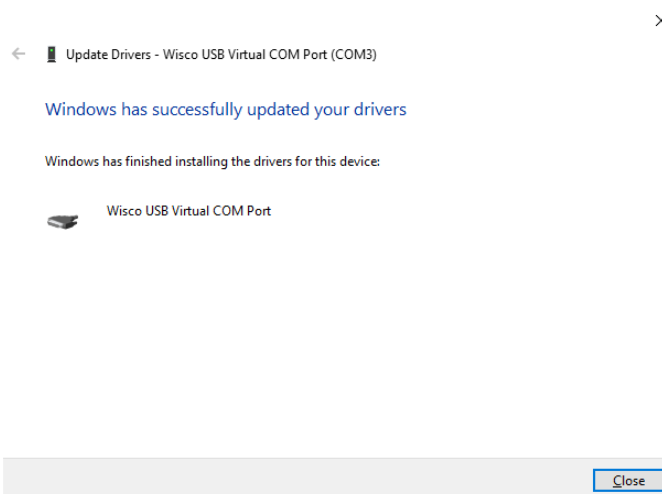 Update Drivers - Wisco USB Virtual COM Port (COM3)
Windows has successfully updated your drivers
Windows has finished installing the drivers for this device:
Wisco USB Virtual COM Port
Close